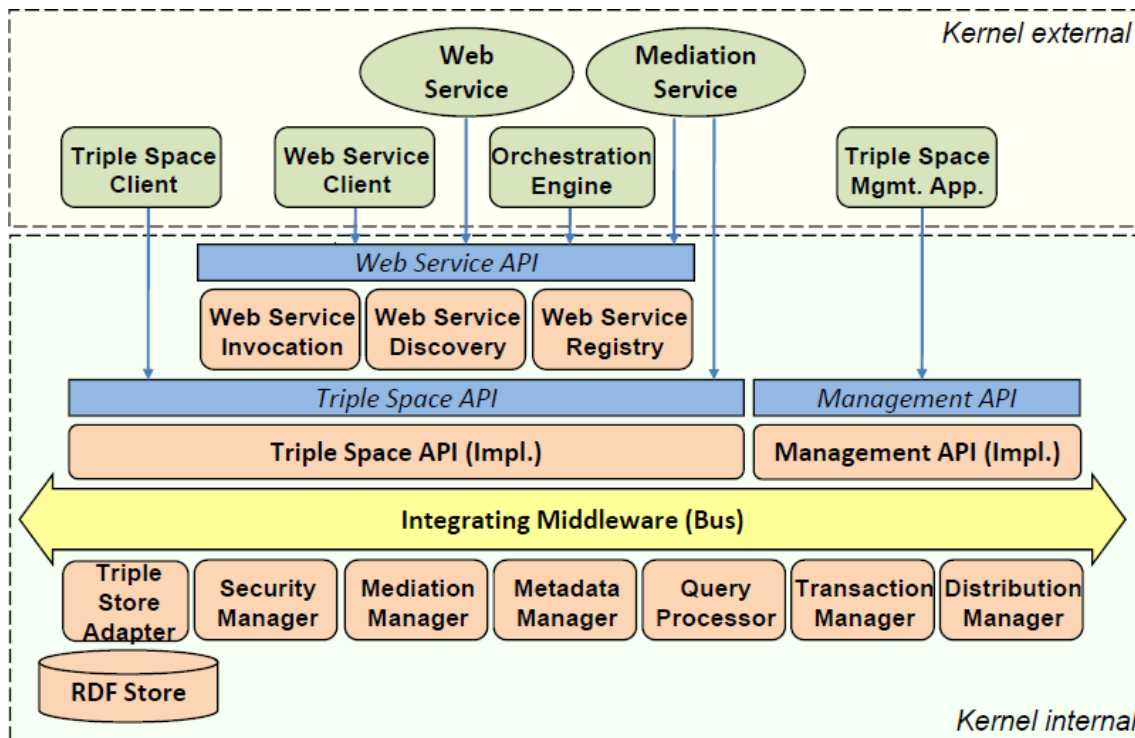 Kernel external
Web
Service
Mediation
Service
Triple Space
Client
Web Service
Client
Orchestration
Engine
Triple Space
Mgmt. App.
Web Service API
Web Service
Invocation
Web Service
Discovery
Web Service
Registry
Triple Space API
Management API
Triple Space API (Impl.)
Management API (Impl.)
Integrating Middleware (Bus)
Triple
Store
Adapter
Security
Manager
Mediation
Manager
Metadata
Manager
Query
Processor
Transaction
Manager
Distribution
Manager
RDF Store
Kernel internal